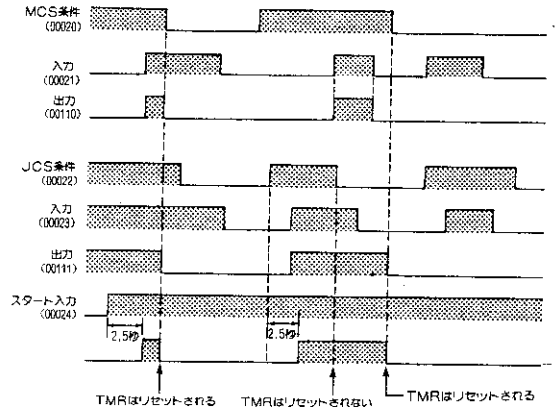 MCS条件
(00020)
入力
(00021)
出力
(00110)
JCS条件
(00022)
入力
(00023)
出力
(00111)
スタート入力
(00024)
2.5秒
2.5秒
TMRはリセットされる
TMRはリセットされない
TMRはリセットされる